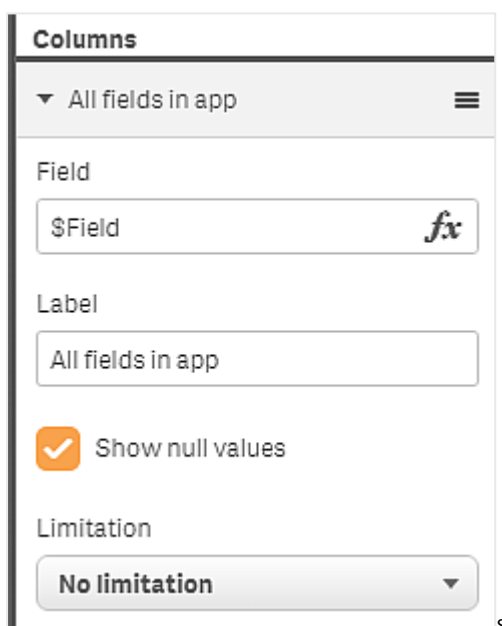 Columns
All fields in app
Field
$Field fx
Label
All fields in app
Show null values
Limitation
No limitation